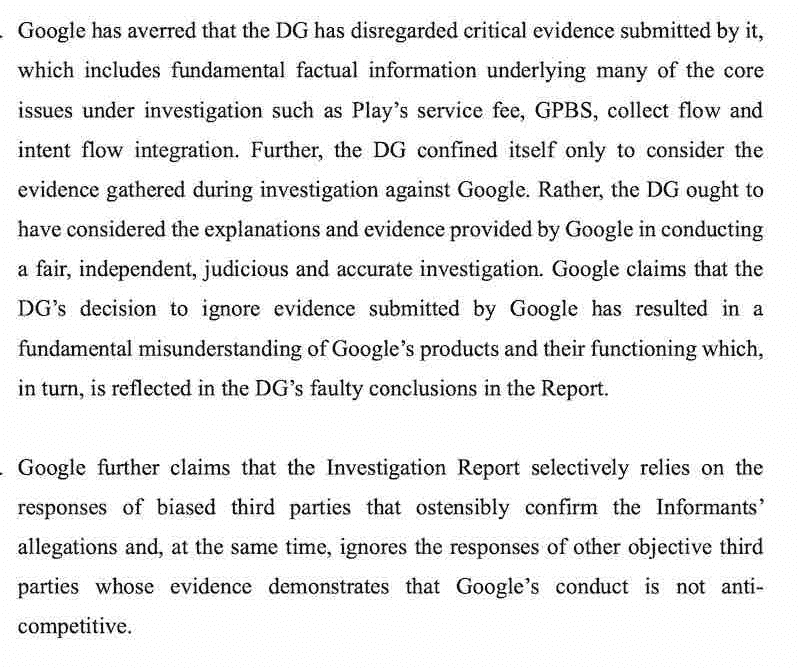 . Google has averred that the DG has disregarded critical evidence submitted by it,
which includes fundamental factual information underlying many of the core
issues under investigation such as Play’s service fee, GPBS, collect flow and
intent flow integration. Further, the DG confined itself only to consider the
evidence gathered during investigation against Google. Rather, the DG ought to
have considered the explanations and evidence provided by Google in conducting
a fair, independent, judicious and accurate investigation. Google claims that the
DG’s decision to ignore evidence submitted by Google has resulted in a
fundamental misunderstanding of Google’s products and their functioning which,
in turn, is reflected in the DG’s faulty conclusions in the Report.
. Google further claims that the Investigation Report selectively relies on the
responses of biased third parties that ostensibly confirm the Informants’
allegations and, at the same time, ignores the responses of other objective third
parties whose evidence demonstrates that Google’s conduct is not anti-
competitive.